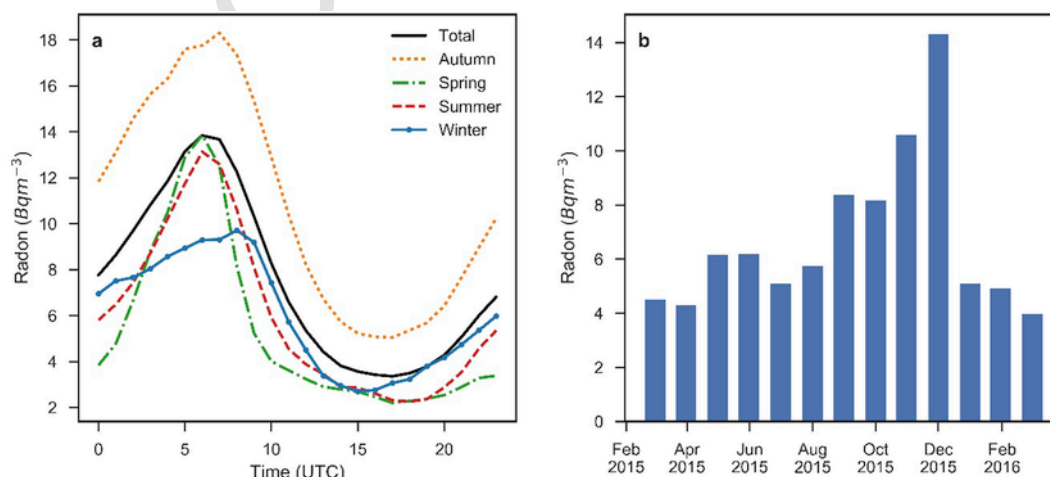 a
Total
Autumn
Spring
Summer
Winter
18
16
14
12
10
8
6
4
2
Radon (Bqm⁻³)
0
5
10
15
20
Time (UTC)
b
14
12
10
8
6
4
2
0
Radon (Bqm⁻³)
Feb
2015
Apr
2015
Jun
2015
Aug
2015
Oct
2015
Dec
2015
Feb
2016